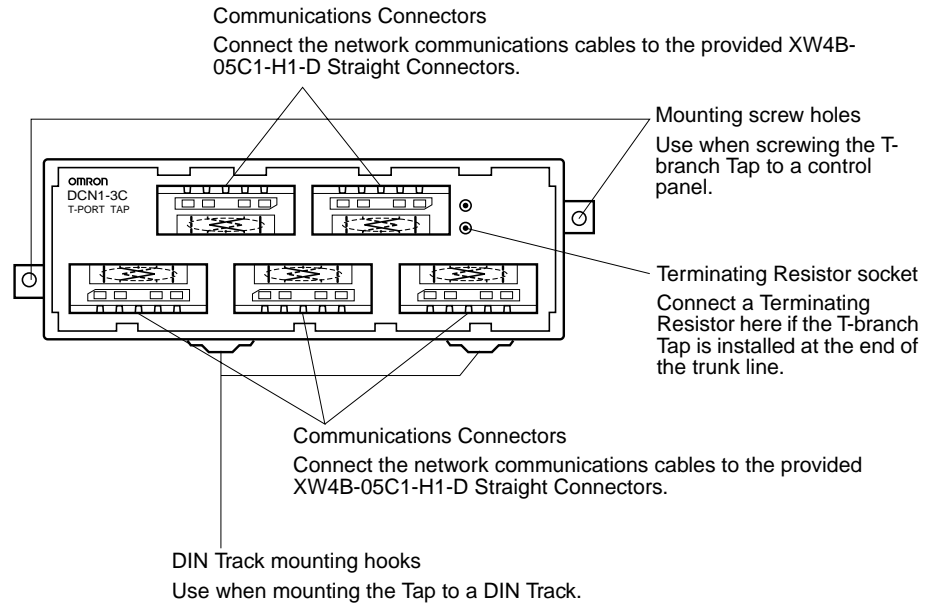 Communications Connectors
Connect the network communications cables to the provided XW4B-
05C1-H1-D Straight Connectors.
Mounting screw holes
Use when screwing the T-
branch Tap to a control
panel.
OMRON
DCN1-3C
T-PORT TAP
Terminating Resistor socket
Connect a Terminating
Resistor here if the T-branch
Tap is installed at the end of
the trunk line.
Communications Connectors
Connect the network communications cables to the provided
XW4B-05C1-H1-D Straight Connectors.
DIN Track mounting hooks
Use when mounting the Tap to a DIN Track.